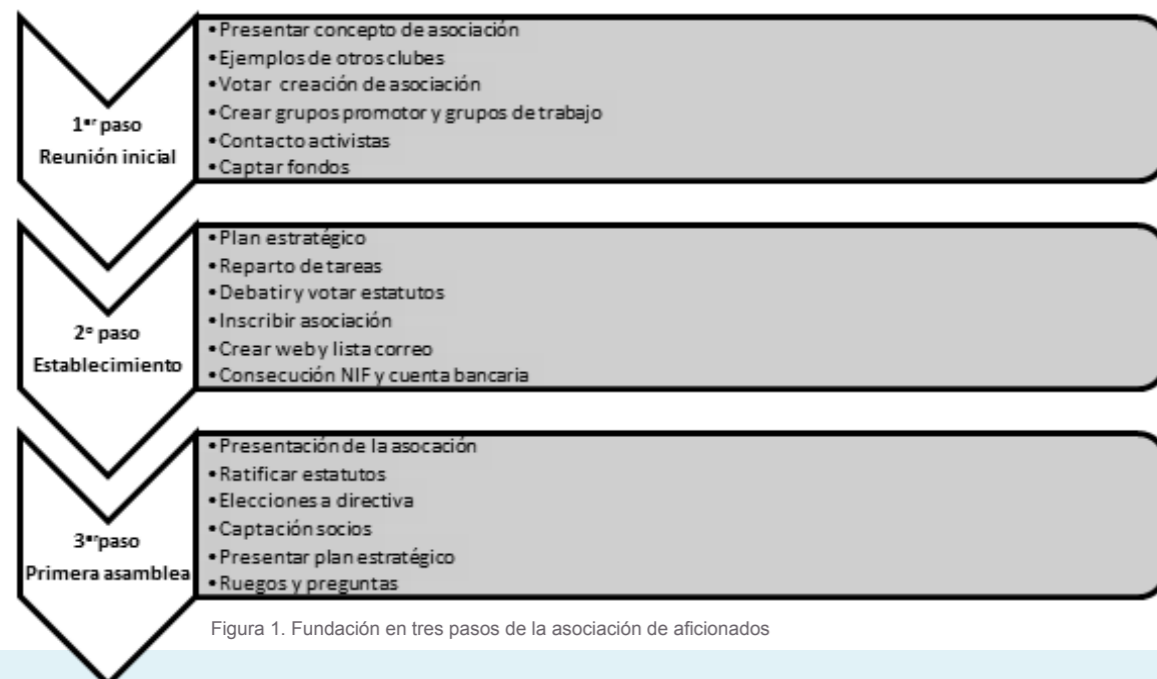 1er paso
Reunión inicial
• Presentar concepto de asociación
• Ejemplos de otros clubes
• Votar creación de asociación
• Crear grupos promotor y grupos de trabajo
• Contacto activistas
• Captar fondos
2º paso
Establecimiento
• Plan estratégico
• Reparto de tareas
• Debatir y votar estatutos
• Inscribir asociación
• Crear web y lista correo
• Consecución NIF y cuenta bancaria
3er paso
Primera asamblea
• Presentación de la asocación
• Ratificar estatutos
• Elecciones a directiva
• Captación socios
• Presentar plan estratégico
• Ruegos y preguntas
Figura 1. Fundación en tres pasos de la asociación de aficionados